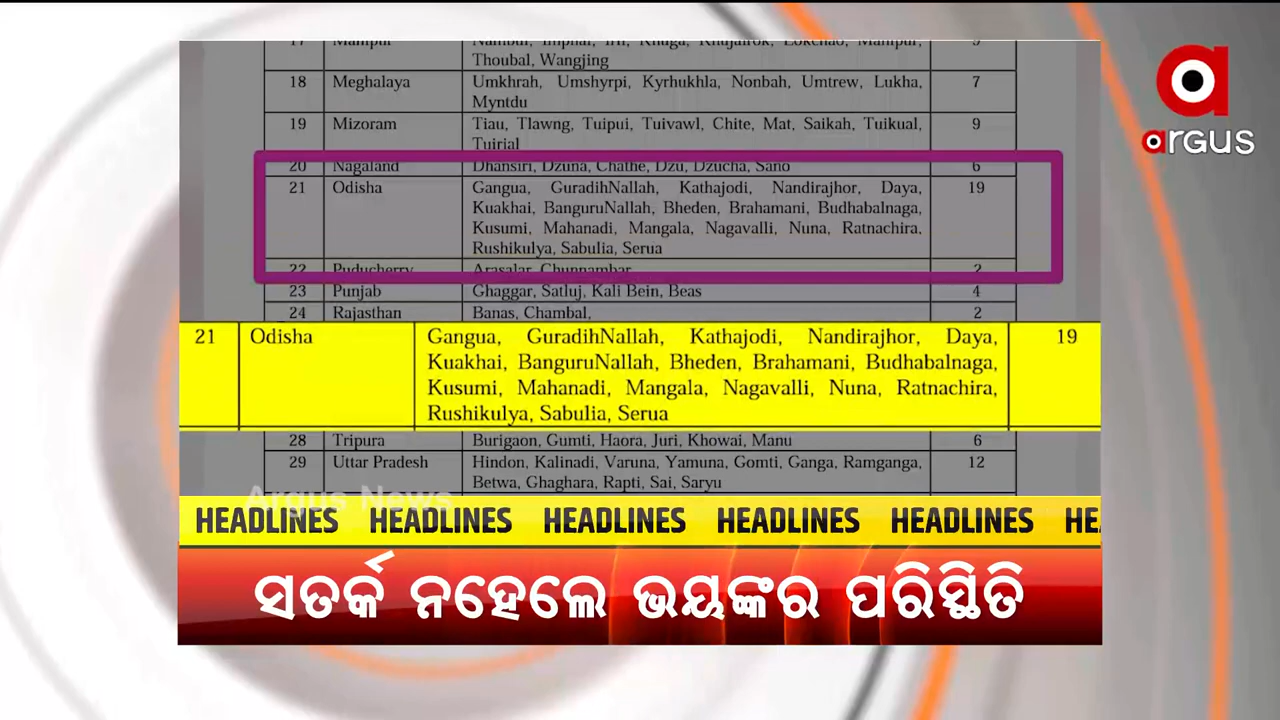 17 Manipur Nambul, Imphal, Iril, Khuga, Khujairok, Lokchao, Manipur, 9
Thoubal, Wangjing
18 Meghalaya Umkhrah, Umshyrpi, Kyrhukhla, Nonbah, Umtrew, Lukha, 7
Myntdu
19 Mizoram Tiau, Tlawng, Tuipui, Tuivawl, Chite, Mat, Saikah, Tuikual, 9
Tuirial
20 Nagaland Dhansiri, Dzuna, Chathe, Dzu, Dzucha, Sano 6
21 Odisha Gangua, GuradihNallah, Kathajodi, Nandirajhor, Daya, 19
Kuakhai, BanguruNallah, Bheden, Brahamani, Budhabalnaga,
Kusumi, Mahanadi, Mangala, Nagavalli, Nuna, Ratnachira,
Rushikulya, Sabulia, Serua
22 Puducherry Arasalar, Chunnambar 2
23 Punjab Ghaggar, Satluj, Kali Bein, Beas 4
24 Rajasthan Banas, Chambal, 2
21 Odisha Gangua, GuradihNallah, Kathajodi, Nandirajhor, Daya, 19
Kuakhai, BanguruNallah, Bheden, Brahamani, Budhabalnaga,
Kusumi, Mahanadi, Mangala, Nagavalli, Nuna, Ratnachira,
Rushikulya, Sabulia, Serua
28 Tripura Burigaon, Gumti, Haora, Juri, Khowai, Manu 6
29 Uttar Pradesh Hindon, Kalinadi, Varuna, Yamuna, Gomti, Ganga, Ramganga, 12
Betwa, Ghaghara, Rapti, Sai, Saryu
Argus News
HEADLINES HEADLINES HEADLINES HEADLINES HEADLINES HE
ସତର୍କ ନହେଲେ ଭୟଙ୍କର ପରିସ୍ଥିତି
argus